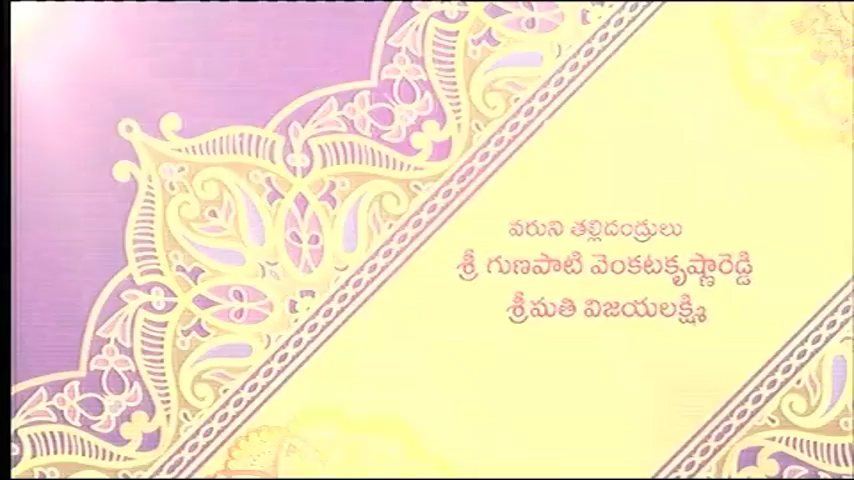 వరుని తల్లిదండ్రులు
శ్రీ గుణపాటి వెంకటకృష్ణారెడ్డి
శ్రీమతి విజయలక్ష్మి